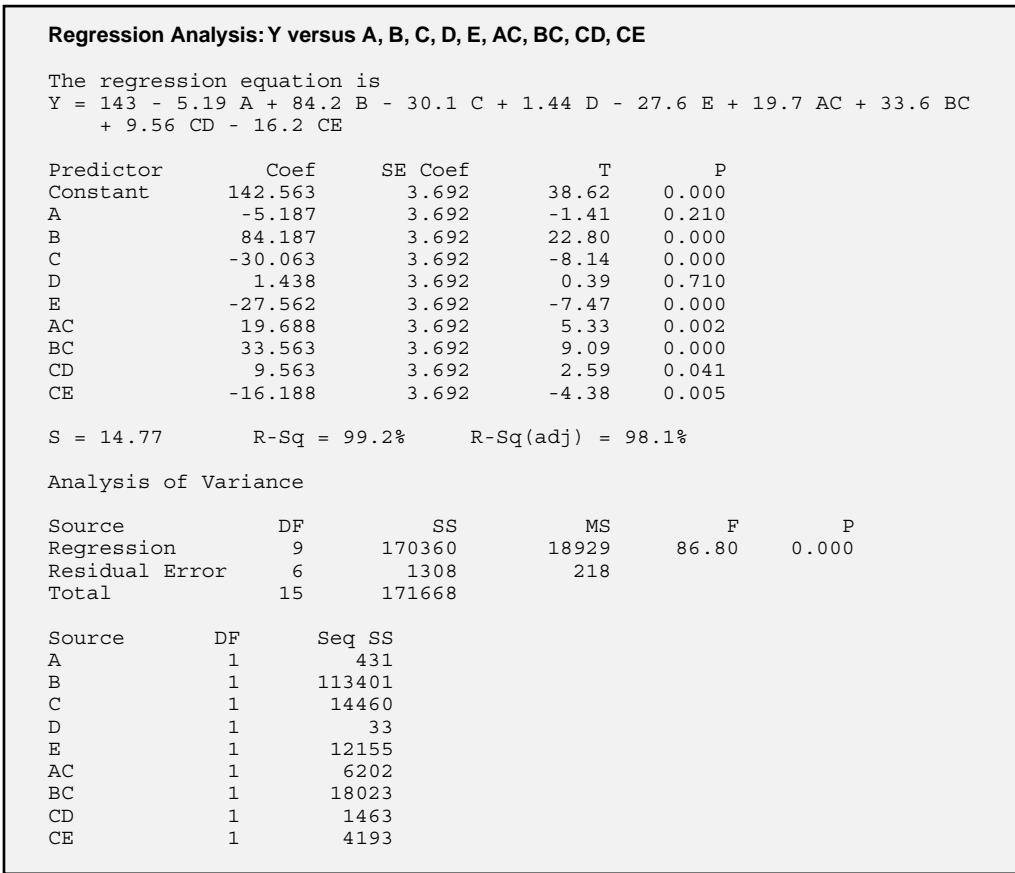 Regression Analysis: Y versus A, B, C, D, E, AC, BC, CD, CE
The regression equation is
Y = 143 - 5.19 A + 84.2 B - 30.1 C + 1.44 D - 27.6 E + 19.7 AC + 33.6 BC
+ 9.56 CD - 16.2 CE
Predictor Coef SE Coef T P
Constant 142.563 3.692 38.62 0.000
A -5.187 3.692 -1.41 0.210
B 84.187 3.692 22.80 0.000
C -30.063 3.692 -8.14 0.000
D 1.438 3.692 0.39 0.710
E -27.562 3.692 -7.47 0.000
AC 19.688 3.692 5.33 0.002
BC 33.563 3.692 9.09 0.000
CD 9.563 3.692 2.59 0.041
CE -16.188 3.692 -4.38 0.005
S = 14.77 R-Sq = 99.2% R-Sq(adj) = 98.1%
Analysis of Variance
Source DF SS MS F P
Regression 9 170360 18929 86.80 0.000
Residual Error 6 1308 218
Total 15 171668
Source DF Seq SS
A 1 431
B 1 113401
C 1 14460
D 1 33
E 1 12155
AC 1 6202
BC 1 18023
CD 1 1463
CE 1 4193